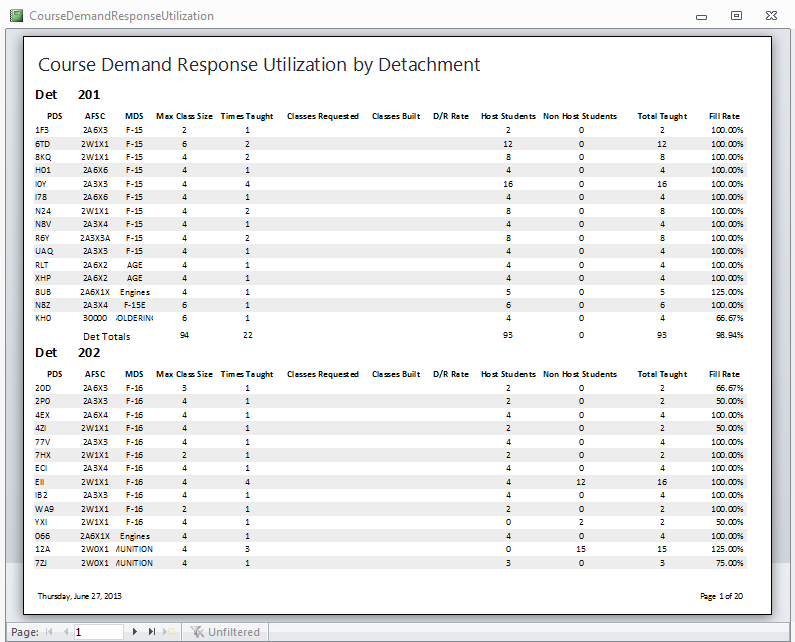 CourseDemandResponseUtilization
Course Demand Response Utilization by Detachment
Det 201
PDS AFSC MDS Max Class Size Times Taught Classes Requested Classes Built D/R Rate Host Students Non Host Students Total Taught Fill Rate
1F3 2A6X3 F-15 2 1 2 0 2 100.00%
6TD 2W1X1 F-15 6 2 12 0 12 100.00%
8KQ 2W1X1 F-15 4 2 8 0 8 100.00%
H01 2A6X6 F-15 4 1 4 0 4 100.00%
I0Y 2A3X3 F-15 4 4 16 0 16 100.00%
I78 2A6X6 F-15 4 1 4 0 4 100.00%
N24 2W1X1 F-15 4 2 8 0 8 100.00%
N8V 2A3X4 F-15 4 1 4 0 4 100.00%
R6Y 2A3X3A F-15 4 2 8 0 8 100.00%
UAQ 2A3X3 F-15 4 1 4 0 4 100.00%
RLT 2A6X2 AGE 4 1 4 0 4 100.00%
XHP 2A6X2 AGE 4 1 4 0 4 100.00%
8UB 2A6X1X Engines 4 1 5 0 5 125.00%
N8Z 2A3X4 F-15E 6 1 6 0 6 100.00%
KH0 30000 SOLDERING 6 1 4 0 4 66.67%
Det Totals 94 22 93 0 93 98.94%
Det 202
PDS AFSC MDS Max Class Size Times Taught Classes Requested Classes Built D/R Rate Host Students Non Host Students Total Taught Fill Rate
20D 2A6X3 F-16 3 1 2 0 2 66.67%
2P0 2A3X3 F-16 4 1 2 0 2 50.00%
4EX 2A6X4 F-16 4 1 4 0 4 100.00%
4ZI 2W1X1 F-16 4 1 2 0 2 50.00%
77V 2A3X3 F-16 4 1 4 0 4 100.00%
7HX 2W1X1 F-16 2 1 2 0 2 100.00%
ECI 2A3X4 F-16 4 1 4 0 4 100.00%
EII 2W1X1 F-16 4 4 4 12 16 100.00%
IB2 2A3X3 F-16 4 1 4 0 4 100.00%
WA9 2W1X1 F-16 2 1 2 0 2 100.00%
YXI 2W1X1 F-16 4 1 0 2 2 50.00%
066 2A6X1X Engines 4 1 4 0 4 100.00%
12A 2W0X1 MUNITION 4 3 0 15 15 125.00%
7ZJ 2W0X1 MUNITION 4 1 3 0 3 75.00%
Thursday, June 27, 2013 Page 1 of 20
Page: 1 Unfiltered